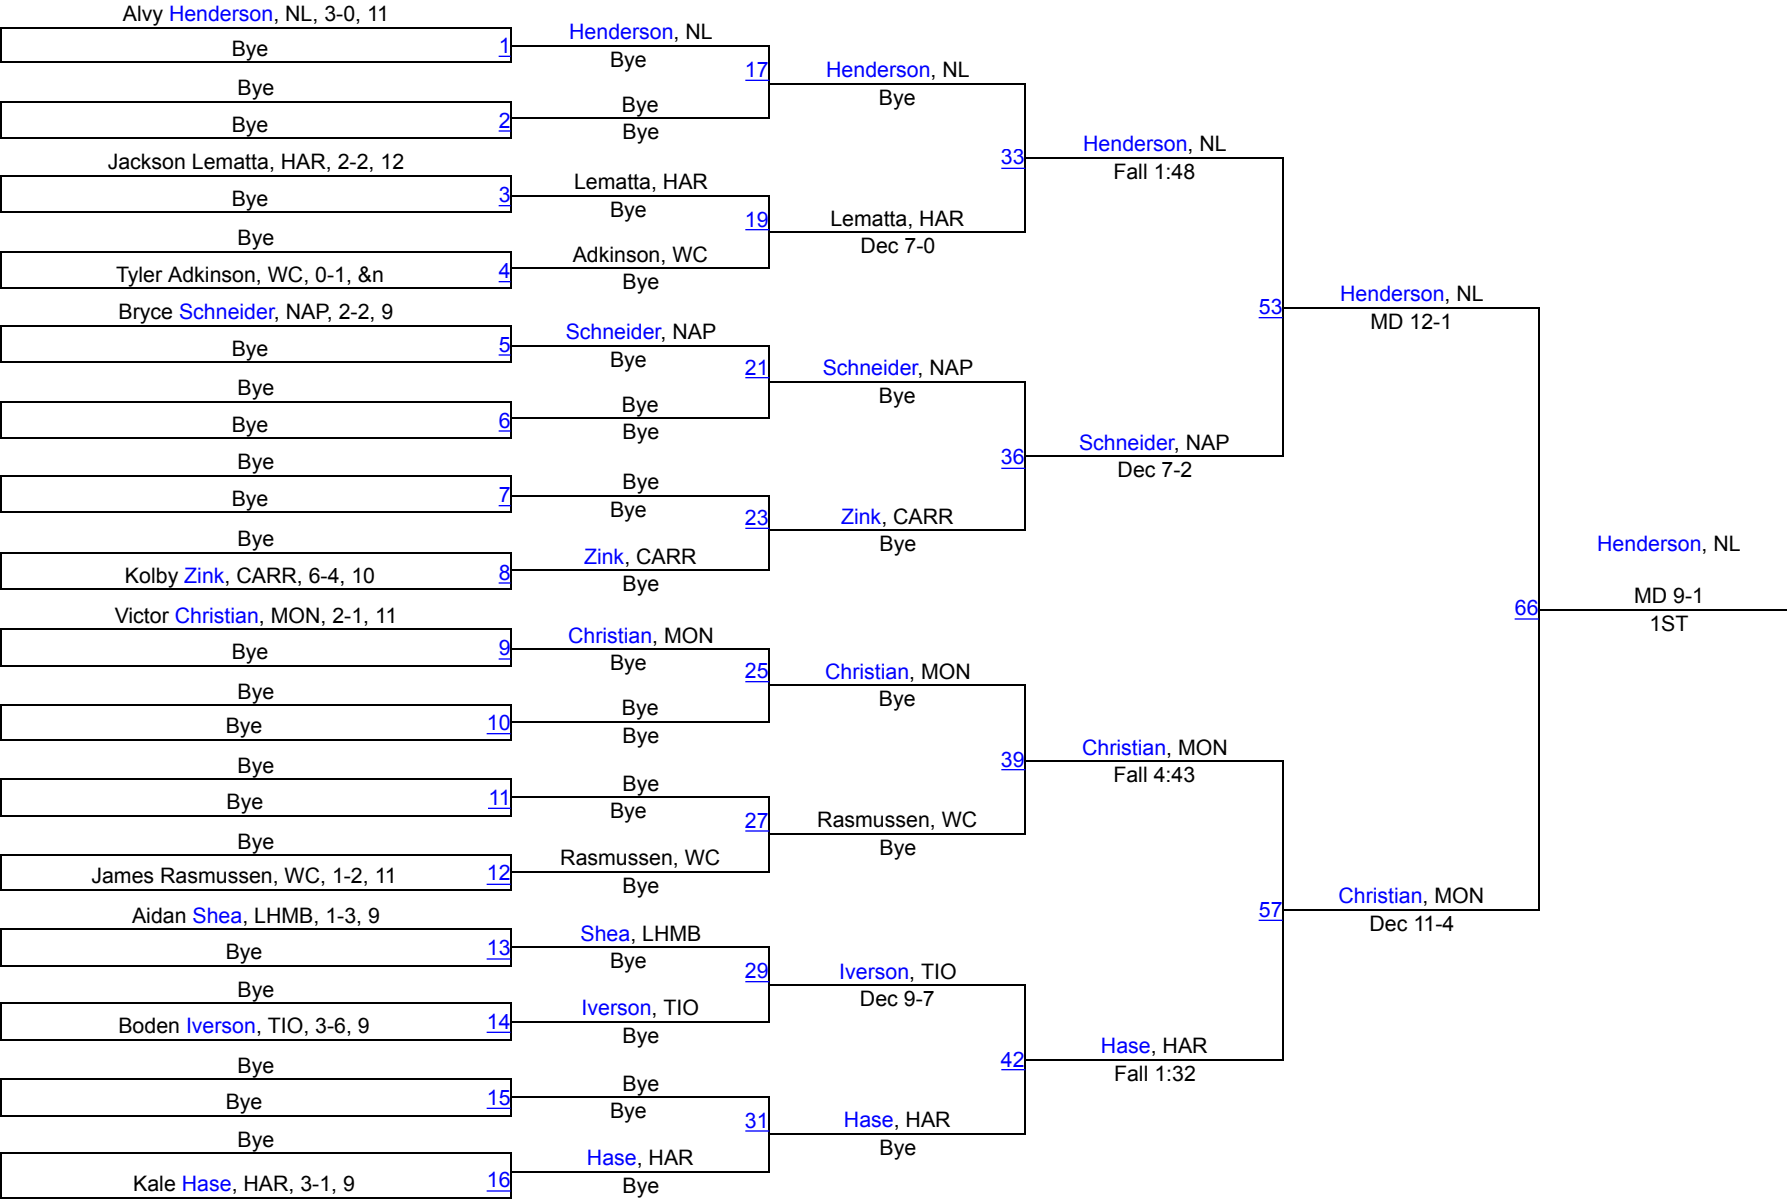 Alvy Henderson, NL, 3-0, 11
Bye
1
Bye
Bye
2
Jackson Lematta, HAR, 2-2, 12
Bye
3
Bye
Tyler Adkinson, WC, 0-1, &n
4
Bryce Schneider, NAP, 2-2, 9
Bye
5
Bye
Bye
6
Bye
Bye
7
Bye
Kolby Zink, CARR, 6-4, 10
8
Victor Christian, MON, 2-1, 11
Bye
9
Bye
Bye
10
Bye
Bye
11
Bye
James Rasmussen, WC, 1-2, 11
12
Aidan Shea, LHMB, 1-3, 9
Bye
13
Bye
Boden Iverson, TIO, 3-6, 9
14
Bye
Bye
15
Bye
Kale Hase, HAR, 3-1, 9
16
Henderson, NL
Bye
17
Bye
Bye
Lematta, HAR
Bye
19
Adkinson, WC
Bye
Schneider, NAP
Bye
21
Bye
Bye
Bye
Bye
23
Zink, CARR
Bye
Christian, MON
Bye
25
Bye
Bye
Bye
Bye
27
Rasmussen, WC
Bye
Shea, LHMB
Bye
29
Iverson, TIO
Bye
Bye
Bye
31
Hase, HAR
Bye
Henderson, NL
Bye
33
Lematta, HAR
Dec 7-0
Schneider, NAP
Bye
36
Zink, CARR
Bye
Christian, MON
Bye
39
Rasmussen, WC
Bye
Iverson, TIO
Dec 9-7
42
Hase, HAR
Bye
Henderson, NL
Fall 1:48
53
Schneider, NAP
Dec 7-2
Christian, MON
Fall 4:43
57
Hase, HAR
Fall 1:32
Henderson, NL
MD 12-1
66
Christian, MON
Dec 11-4
Henderson, NL
MD 9-1
1ST